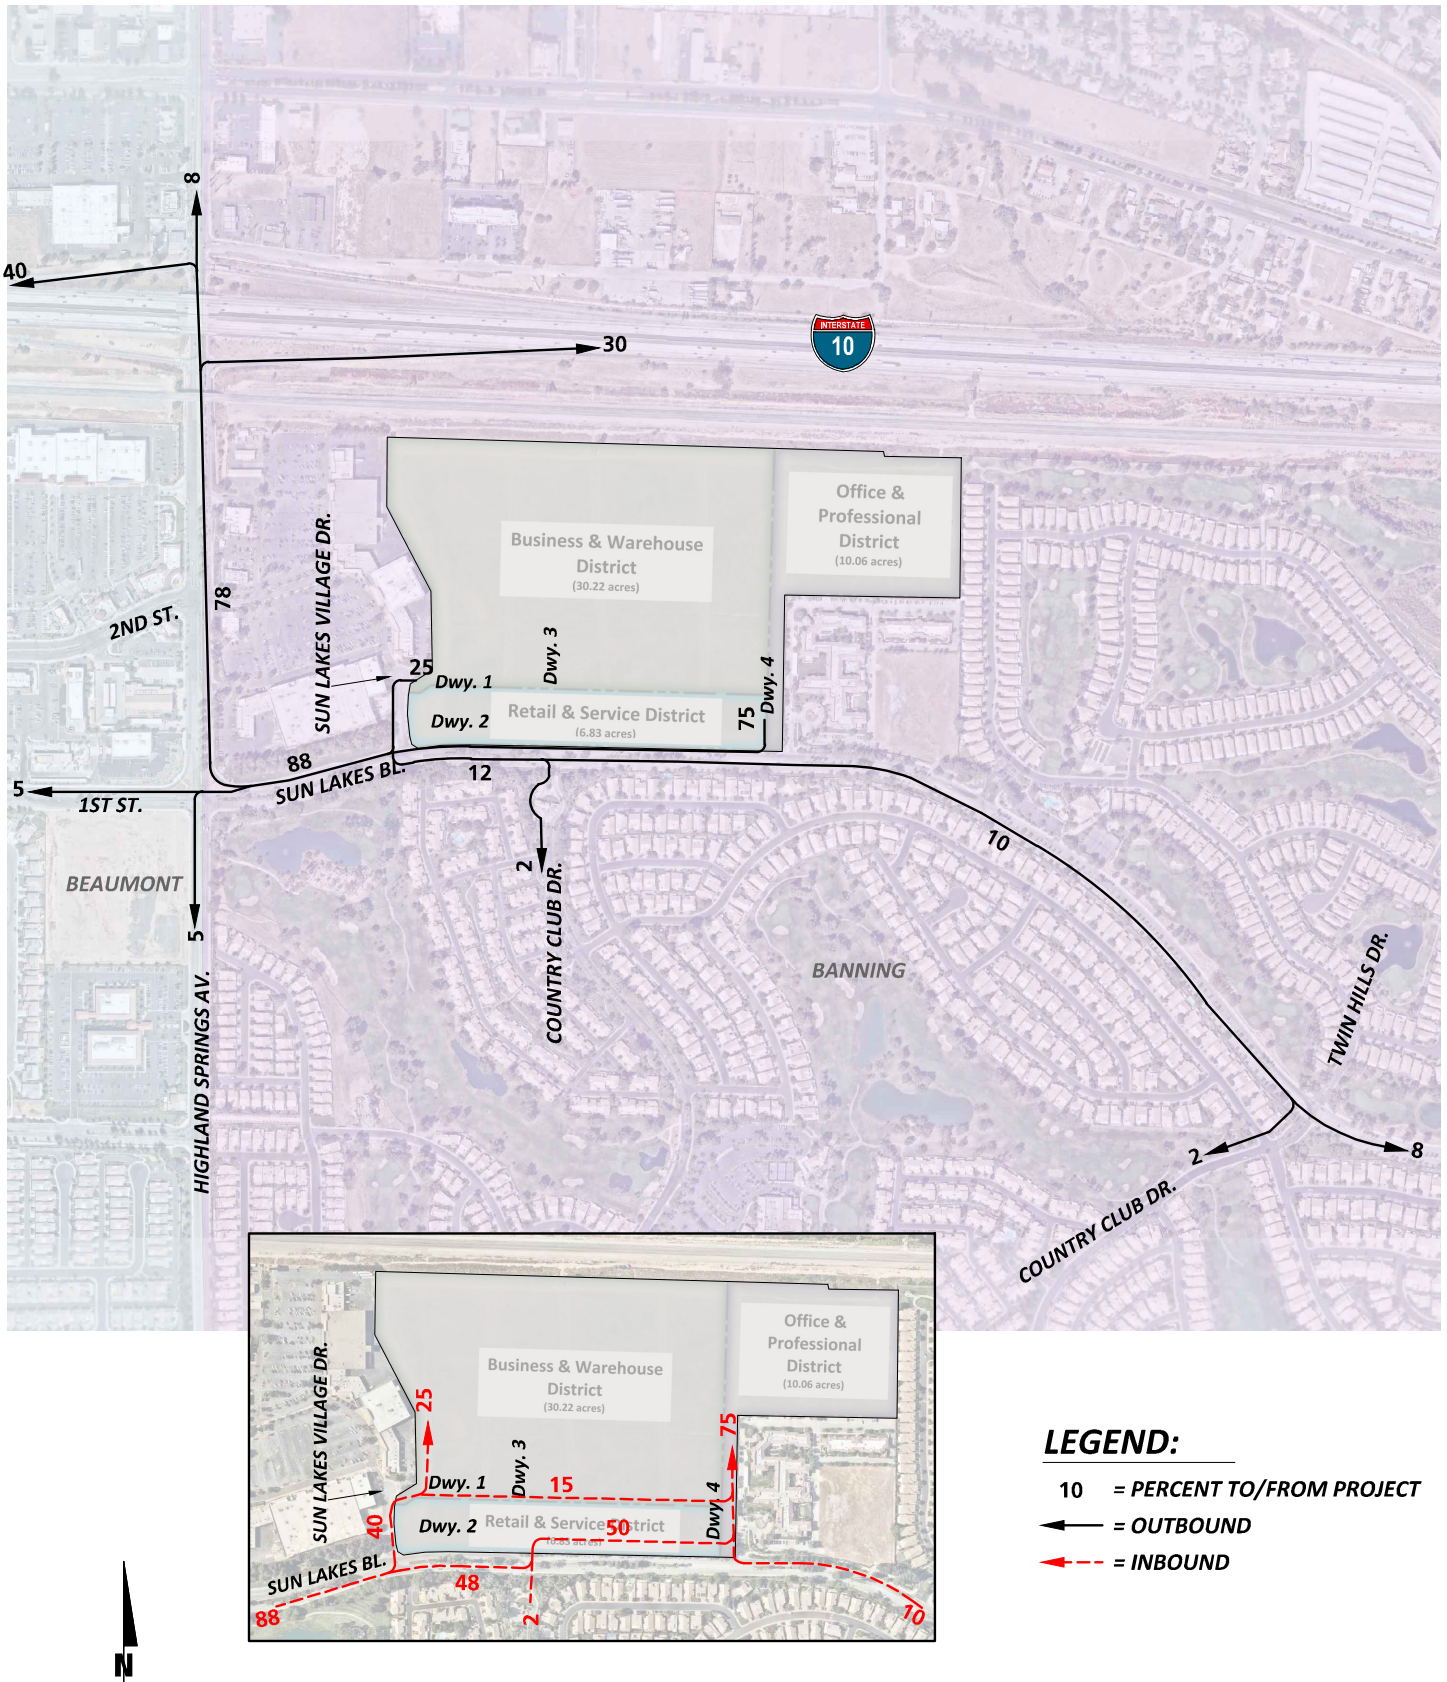 8
40
30
INTERSTATE
10
Office &
Professional
District
(10.06 acres)
Business & Warehouse
District
(30.22 acres)
SUN LAKES VILLAGE DR.
78
2ND ST.
Dwy. 3
25
Dwy. 1
Dwy. 4
Dwy. 2
Retail & Service District
(6.83 acres)
75
88
SUN LAKES BL.
12
5
1ST ST.
10
2
COUNTRY CLUB DR.
BEAUMONT
5
HIGHLAND SPRINGS AV.
BANNING
TWIN HILLS DR.
2
8
COUNTRY CLUB DR.
Office &
Professional
District
(10.06 acres)
Business & Warehouse
District
(30.22 acres)
SUN LAKES VILLAGE DR.
25
75
Dwy. 3
Dwy. 1
15
Dwy. 4
40
Dwy. 2
Retail & Service District
(6.83 acres)
50
SUN LAKES BL.
48
88
2
10
LEGEND:
10 = PERCENT TO/FROM PROJECT
= OUTBOUND
= INBOUND
N